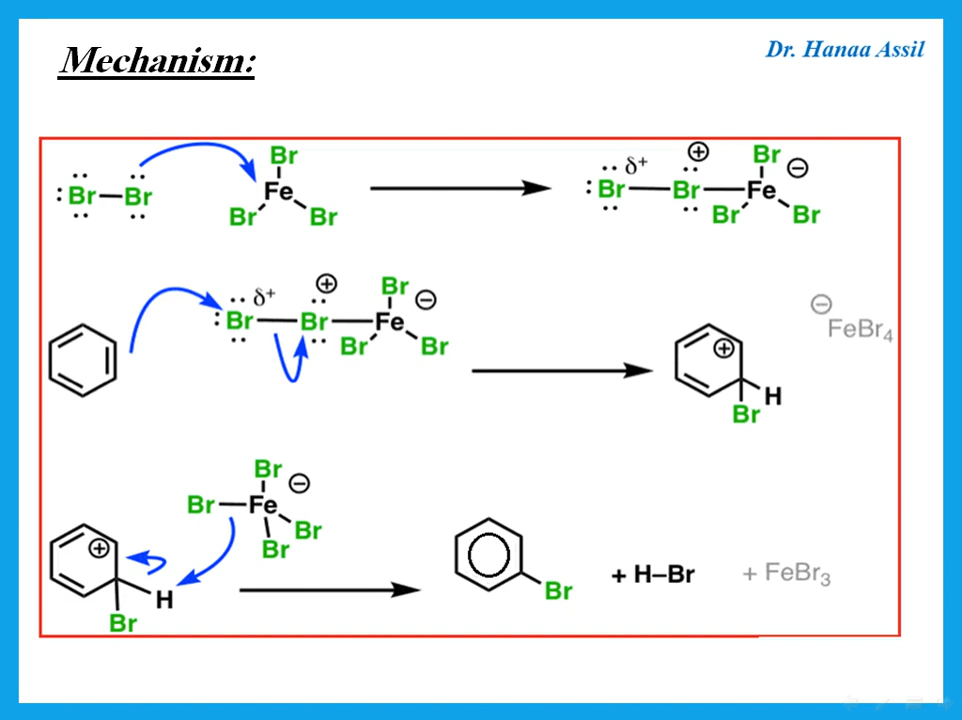 Mechanism:
Dr. Hanaa Assil
Br
:Br—Br
Fe
Br
Br
δ+
⊕
Br
⊖
:Br—Br—Fe
Br
Br
δ+
⊕
Br
⊖
:Br—Br—Fe
Br
Br
⊕
H
Br
⊖
FeBr4
Br
⊖
Br—Fe
Br
Br
⊕
H
Br
Br
+ H–Br
+ FeBr3